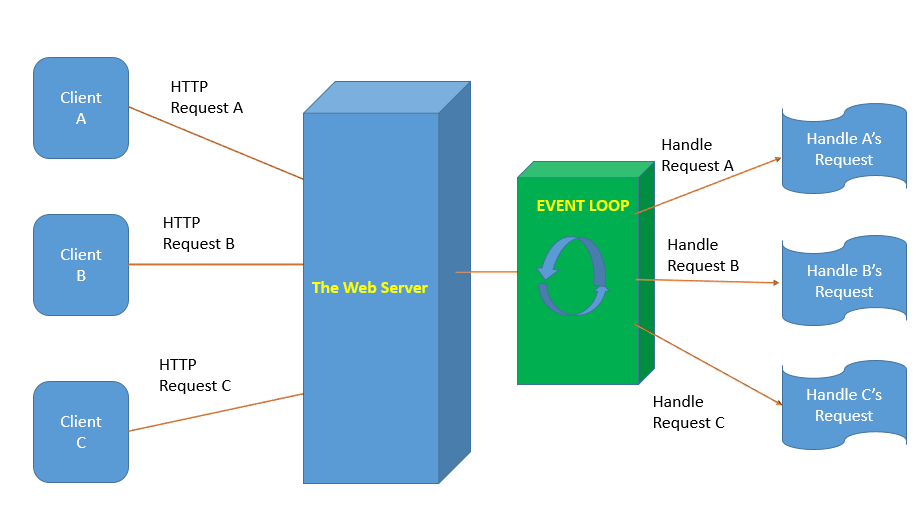 Client
A
HTTP
Request A
Client
B
HTTP
Request B
Client
C
HTTP
Request C
The Web Server
EVENT LOOP
Handle
Request A
Handle
Request B
Handle
Request C
Handle A's
Request
Handle B's
Request
Handle C's
Request